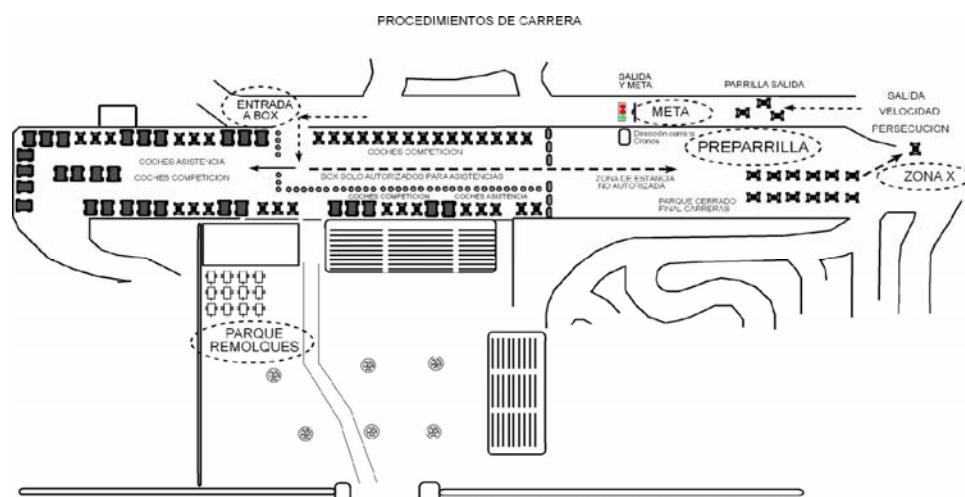 PROCEDIMIENTOS DE CARRERA
SALIDA
Y META
PARRILLA SALIDA
ENTRADA
A BOX
META
SALIDA
VELOCIDAD
PERSECUCION
Dirección carrera
Cronos
PREPARRILLA
COCHES COMPETICION
COCHES ASISTENCIA
COCHES COMPETICION
BOX SOLO AUTORIZADOS PARA ASISTENCIAS
ZONA DE ESTANCIA
NO AUTORIZADA
ZONA X
COCHES COMPETICION
COCHES ASISTENCIA
PARQUE CERRADO
FINAL CARRERAS
PARQUE
REMOLQUES